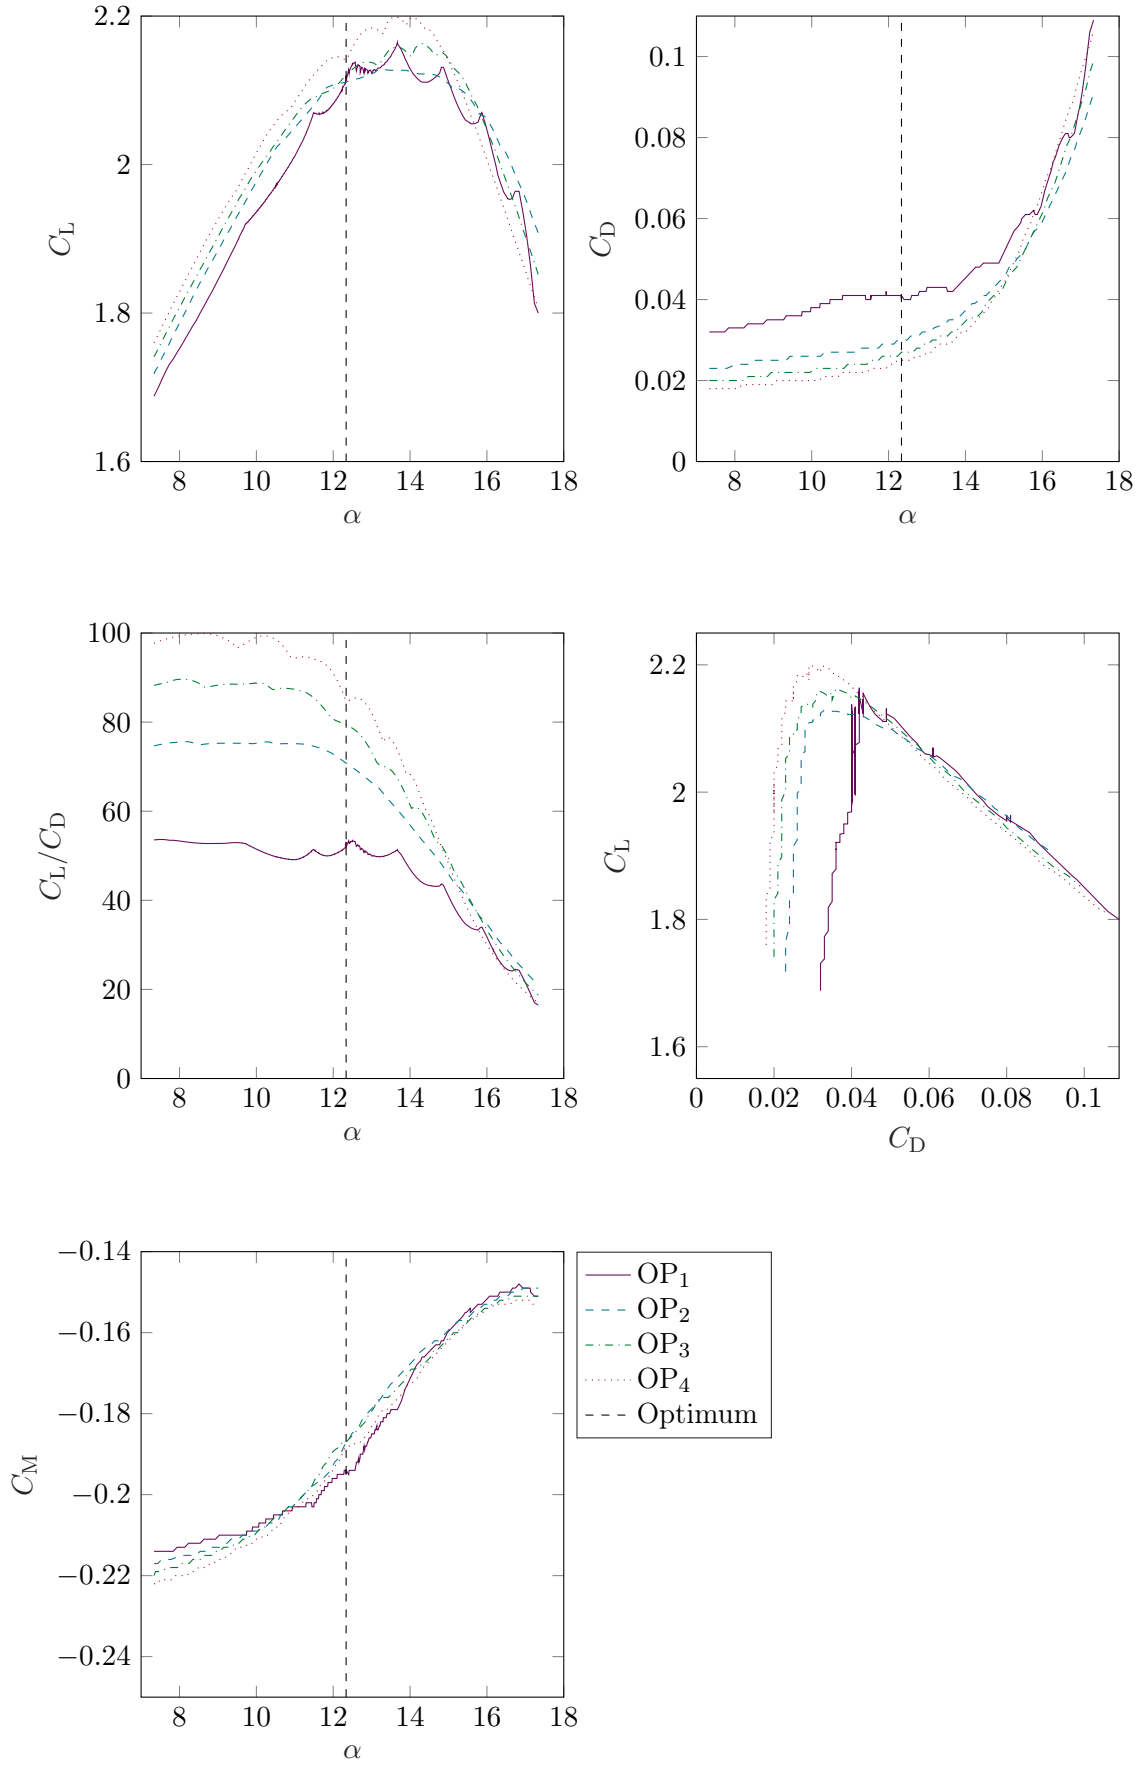 2.2
2
1.8
1.6
C_L
8 10 12 14 16 18
α
0.1
0.08
0.06
0.04
0.02
0
C_D
8 10 12 14 16 18
α
100
80
60
40
20
0
C_L/C_D
8 10 12 14 16 18
α
2.2
2
1.8
1.6
C_L
0 0.02 0.04 0.06 0.08 0.1
C_D
−0.14
−0.16
−0.18
−0.2
−0.22
−0.24
C_M
8 10 12 14 16 18
α
OP₁
OP₂
OP₃
OP₄
Optimum